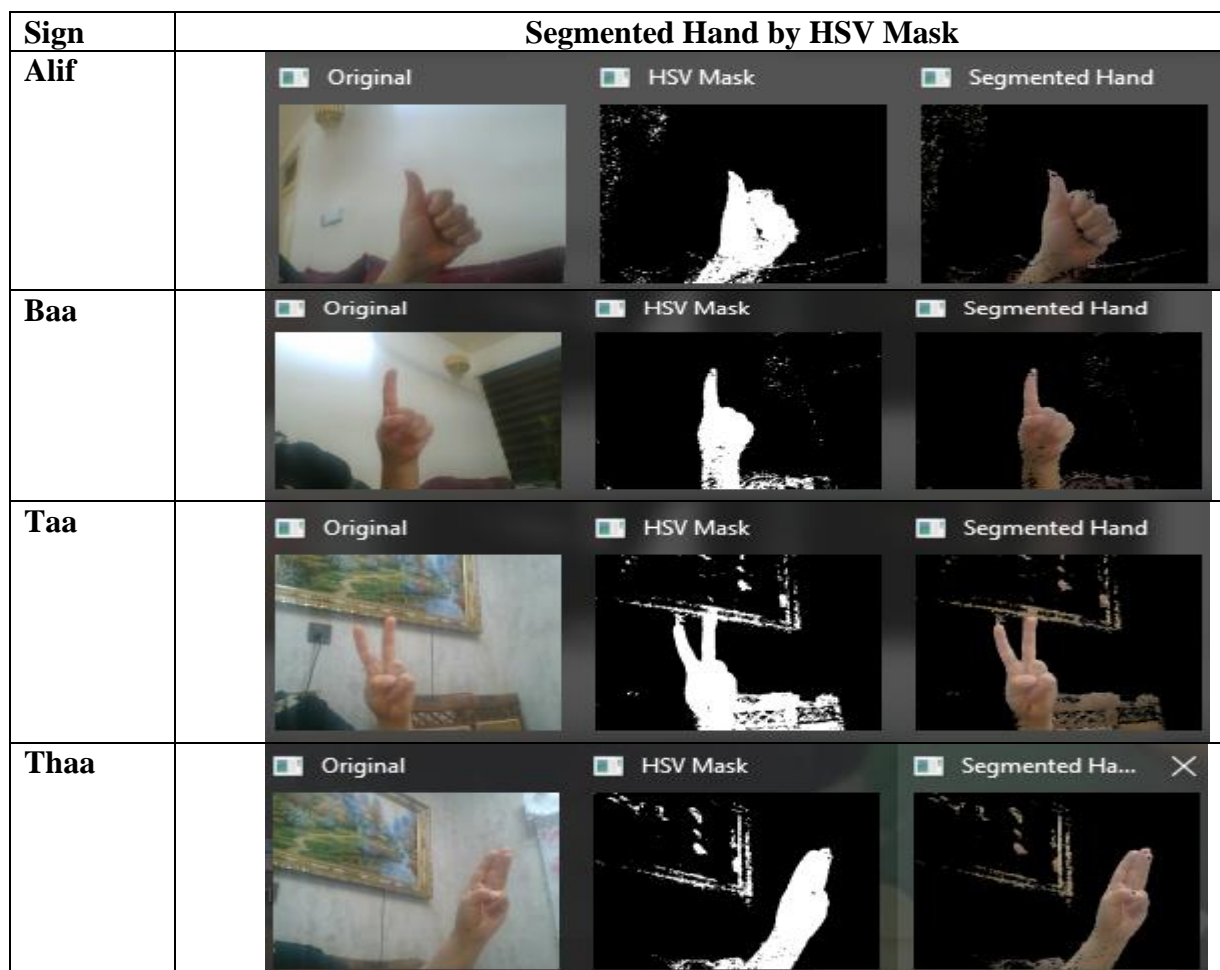 Sign Segmented Hand by HSV Mask
Alif Original HSV Mask Segmented Hand
Baa Original HSV Mask Segmented Hand
Taa Original HSV Mask Segmented Hand
Thaa Original HSV Mask Segmented Ha...